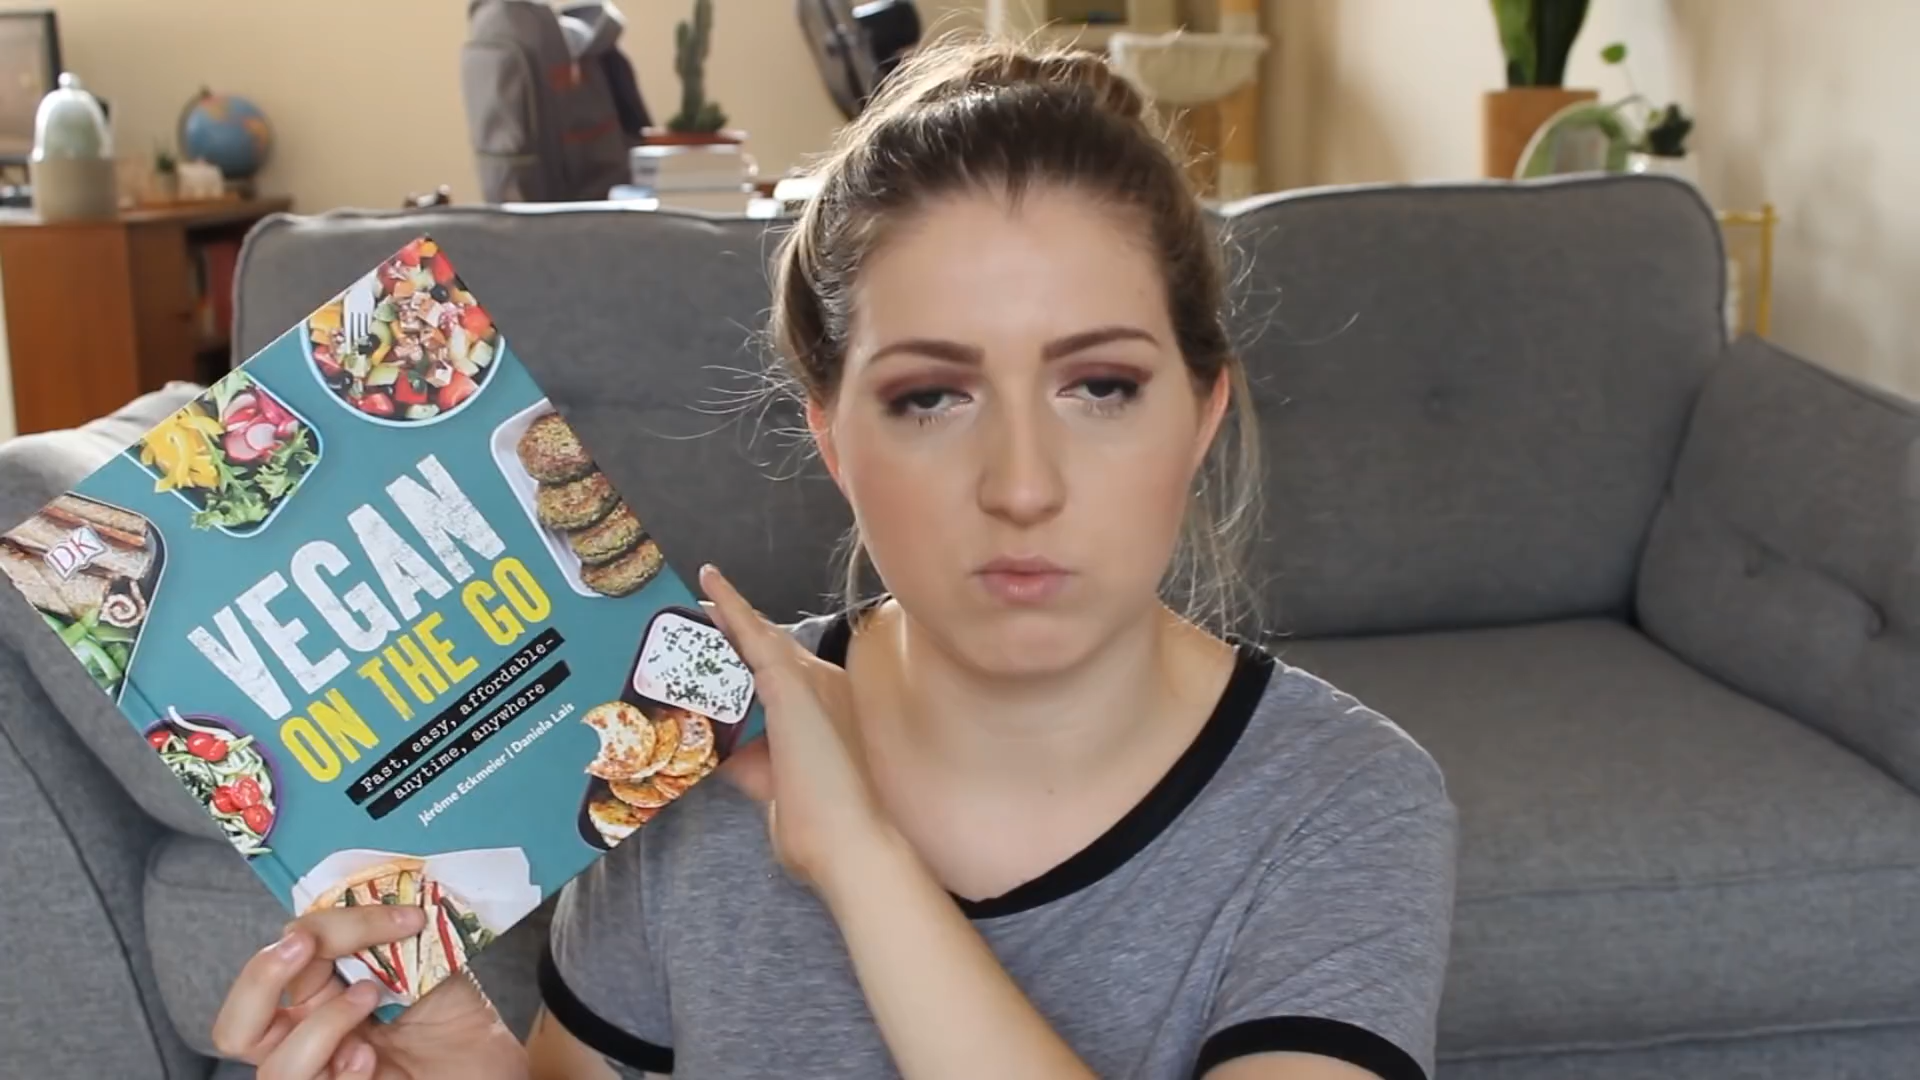 DK
VEGAN
ON THE GO
Fast, easy, affordable-
anytime, anywhere
Jérôme Eckmeier | Daniela Lais